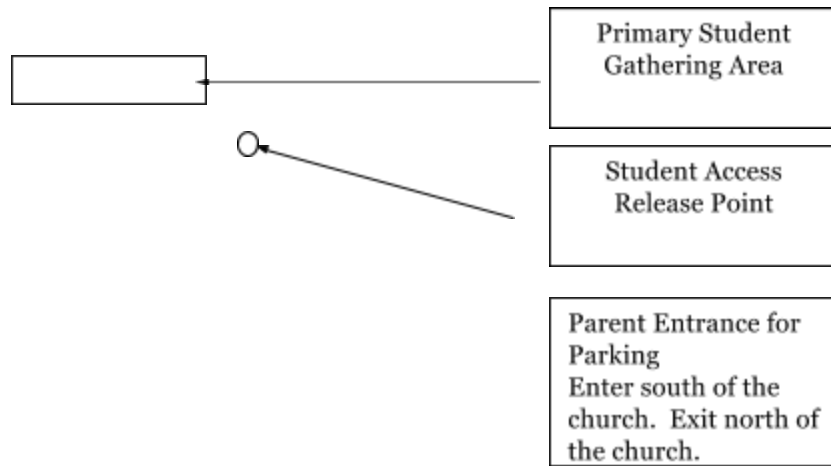 Primary Student
Gathering Area
Student Access
Release Point
Parent Entrance for
Parking
Enter south of the
church.  Exit north of
the church.